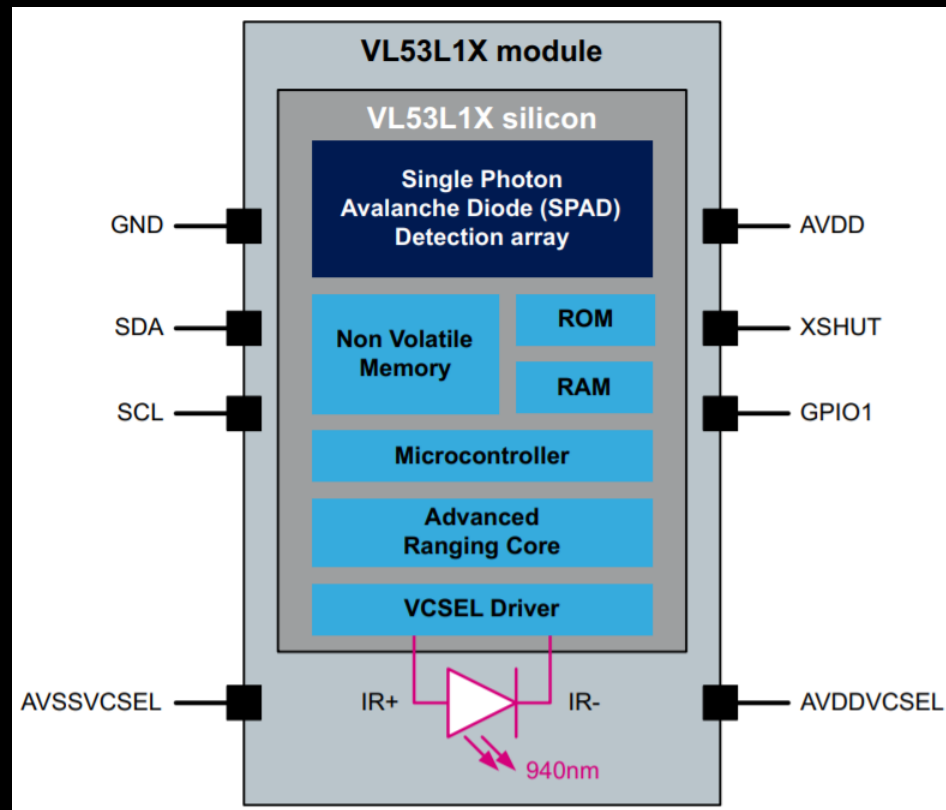 VL53L1X module
VL53L1X silicon
Single Photon
Avalanche Diode (SPAD)
Detection array
GND
AVDD
SDA
XSHUT
Non Volatile
Memory
ROM
RAM
SCL
GPIO1
Microcontroller
Advanced
Ranging Core
VCSEL Driver
AVSSVCSEL
IR+
IR-
AVDDVCSEL
940nm